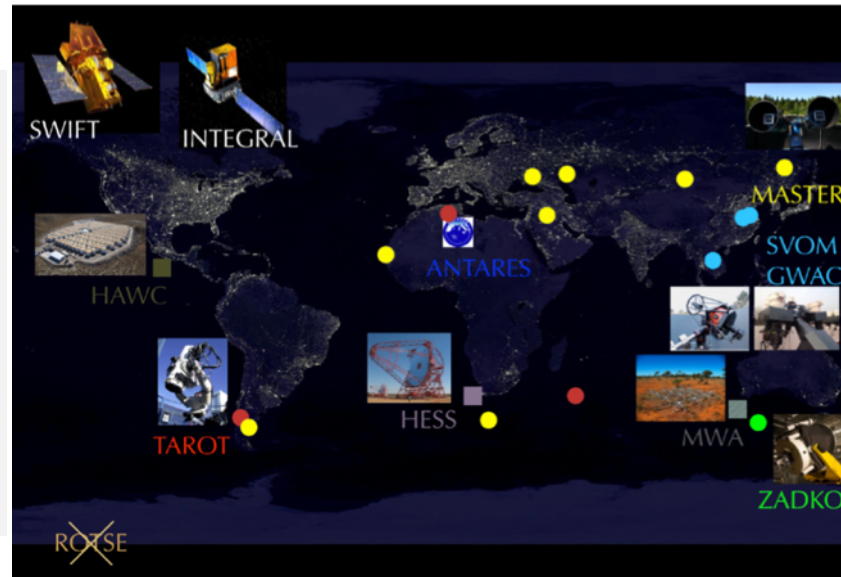 SWIFT
INTEGRAL
MASTER
SVOM
GWAC
ANTARES
HAWC
HESS
TAROT
MWA
ZADKO
ROTSE